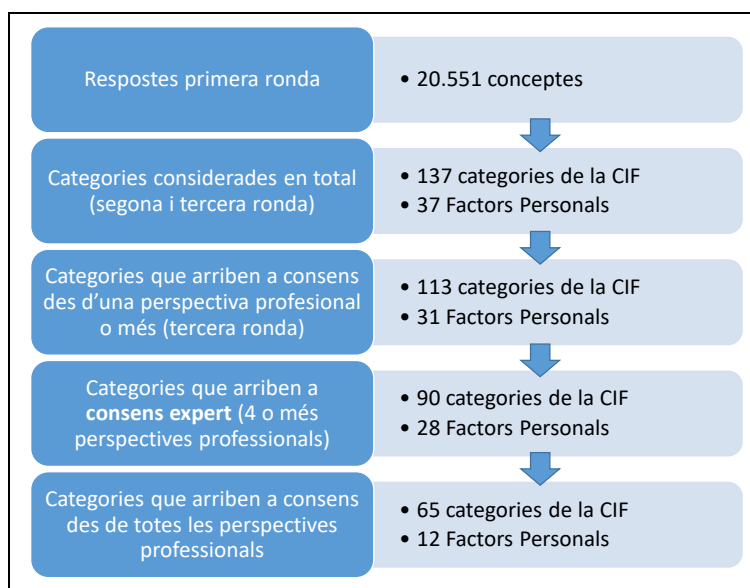 Respostes primera ronda
• 20.551 conceptes
Categories considerades en total
(segona i tercera ronda)
• 137 categories de la CIF
• 37 Factors Personals
Categories que arriben a consens
des d’una perspectiva profesional
o més (tercera ronda)
• 113 categories de la CIF
• 31 Factors Personals
Categories que arriben a
consens expert (4 o més
perspectives professionals)
• 90 categories de la CIF
• 28 Factors Personals
Categories que arriben a consens
des de totes les perspectives
professionals
• 65 categories de la CIF
• 12 Factors Personals